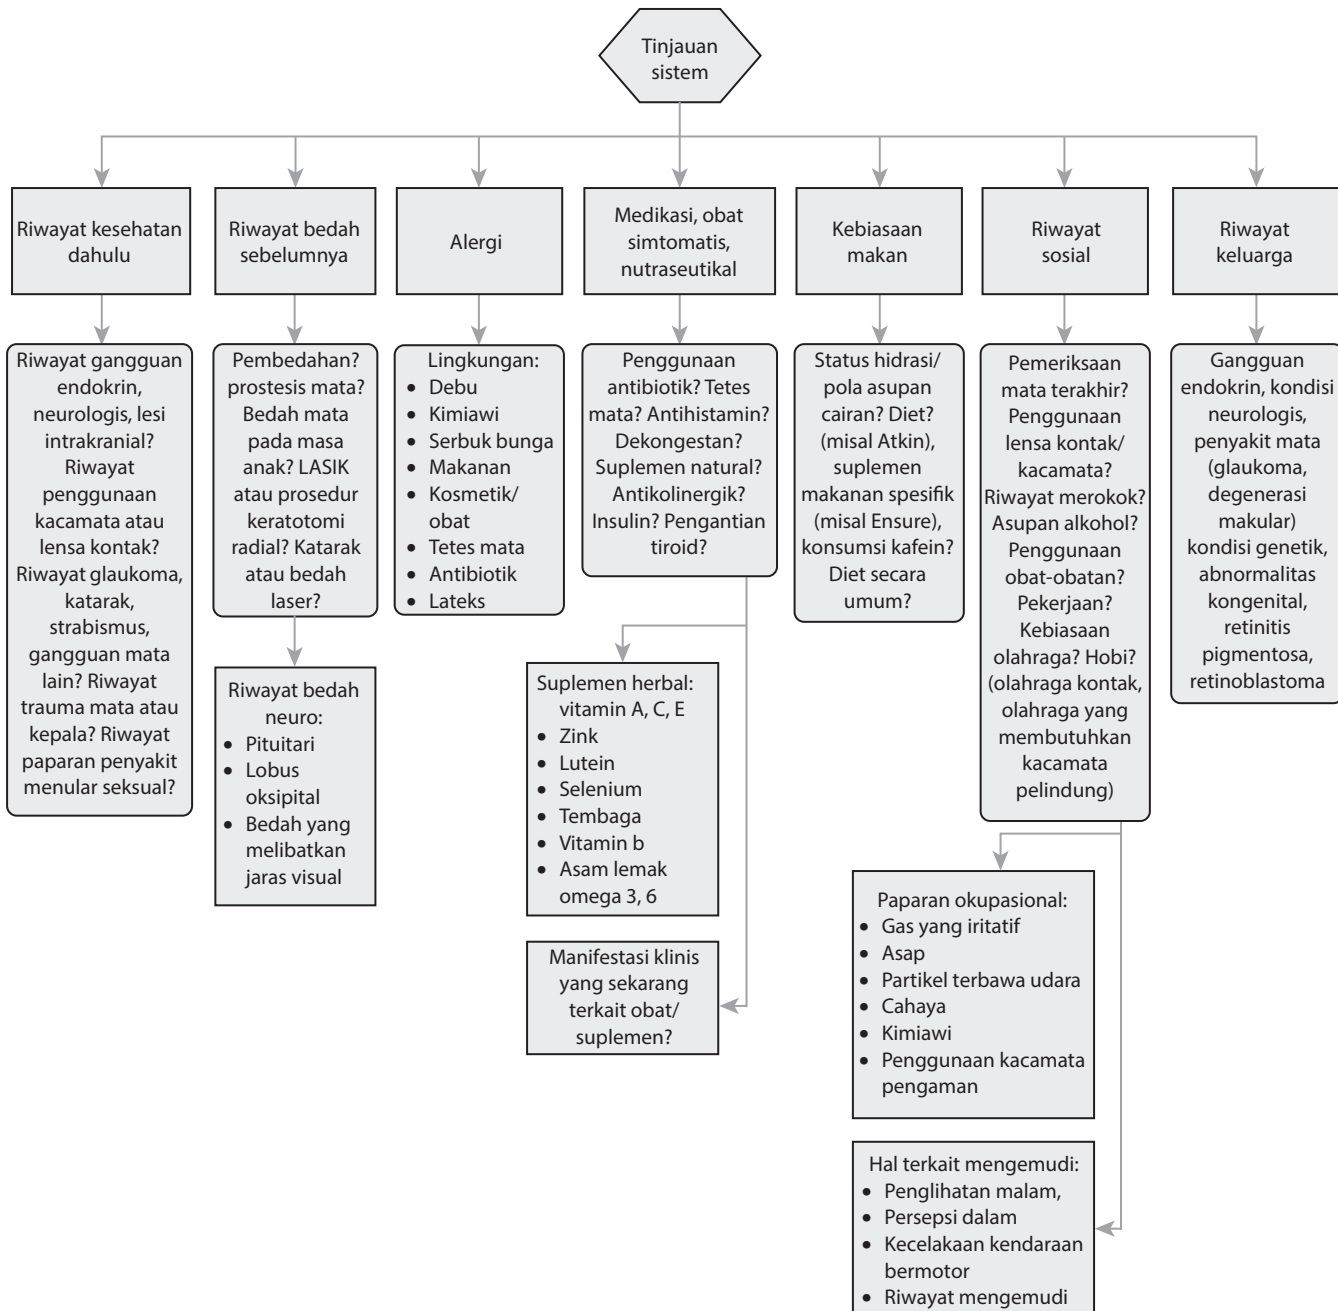 Tinjauan
sistem
Riwayat kesehatan
dahulu
Riwayat bedah
sebelumnya
Alergi
Medikasi, obat
simtomatis,
nutraseutikal
Kebiasaan
makan
Riwayat
sosial
Riwayat
keluarga
Riwayat gangguan
endokrin,
neurologis, lesi
intrakranial?
Riwayat
penggunaan
kacamata atau
lensa kontak?
Riwayat glaukoma,
katarak,
strabismus,
gangguan mata
lain? Riwayat
trauma mata atau
kepala? Riwayat
paparan penyakit
menular seksual?
Pembedahan?
prostesis mata?
Bedah mata
pada masa
anak? LASIK
atau prosedur
keratotomi
radial? Katarak
atau bedah
laser?
Riwayat bedah
neuro:
• Pituitari
• Lobus
oksipital
• Bedah yang
melibatkan
jaras visual
Lingkungan:
• Debu
• Kimiawi
• Serbuk bunga
• Makanan
• Kosmetik/
obat
• Tetes mata
• Antibiotik
• Lateks
Penggunaan
antibiotik? Tetes
mata? Antihistamin?
Dekongestan?
Suplemen natural?
Antikolinergik?
Insulin? Pengantian
tiroid?
Suplemen herbal:
vitamin A, C, E
• Zink
• Lutein
• Selenium
• Tembaga
• Vitamin b
• Asam lemak
omega 3, 6
Manifestasi klinis
yang sekarang
terkait obat/
suplemen?
Status hidrasi/
pola asupan
cairan? Diet?
(misal Atkin),
suplemen
makanan spesifik
(misal Ensure),
konsumsi kafein?
Diet secara
umum?
Pemeriksaan
mata terakhir?
Penggunaan
lensa kontak/
kacamata?
Riwayat merokok?
Asupan alkohol?
Penggunaan
obat-obatan?
Pekerjaan?
Kebiasaan
olahraga? Hobi?
(olahraga kontak,
olahraga yang
membutuhkan
kacamata
pelindung)
Paparan okupasional:
• Gas yang iritatif
• Asap
• Partikel terbawa udara
• Cahaya
• Kimiawi
• Penggunaan kacamata
pengaman
Hal terkait mengemudi:
• Penglihatan malam,
• Persepsi dalam
• Kecelakaan kendaraan
bermotor
• Riwayat mengemudi
Gangguan
endokrin, kondisi
neurologis,
penyakit mata
(glaukoma,
degenerasi
makular)
kondisi genetik,
abnormalitas
kongenital,
retinitis
pigmentosa,
retinoblastoma